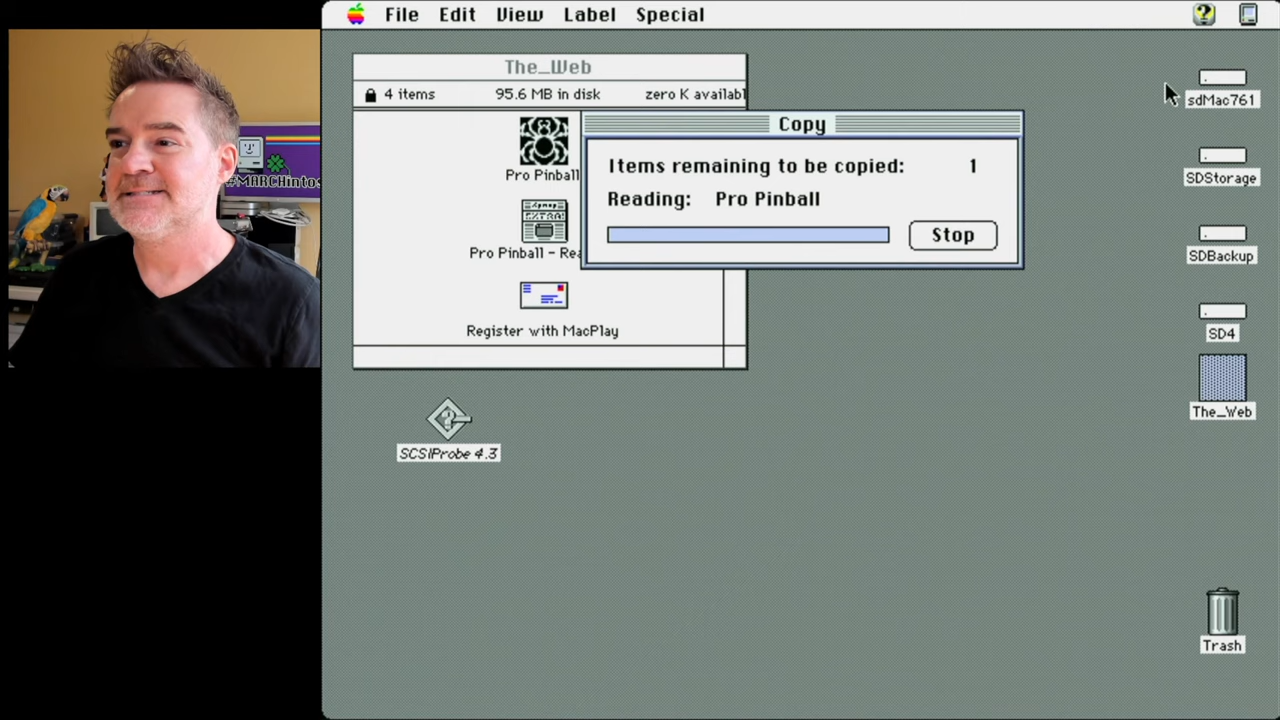 File Edit View Label Special
The_Web
4 items 95.6 MB in disk zero K availabl
Pro Pinball
Pro Pinball - Rea
Register with MacPlay
Copy
Items remaining to be copied: 1
Reading: Pro Pinball
Stop
SCSIProbe 4.3
sdMac761
SDStorage
SDBackup
SD4
The_Web
Trash
#MARCHintos